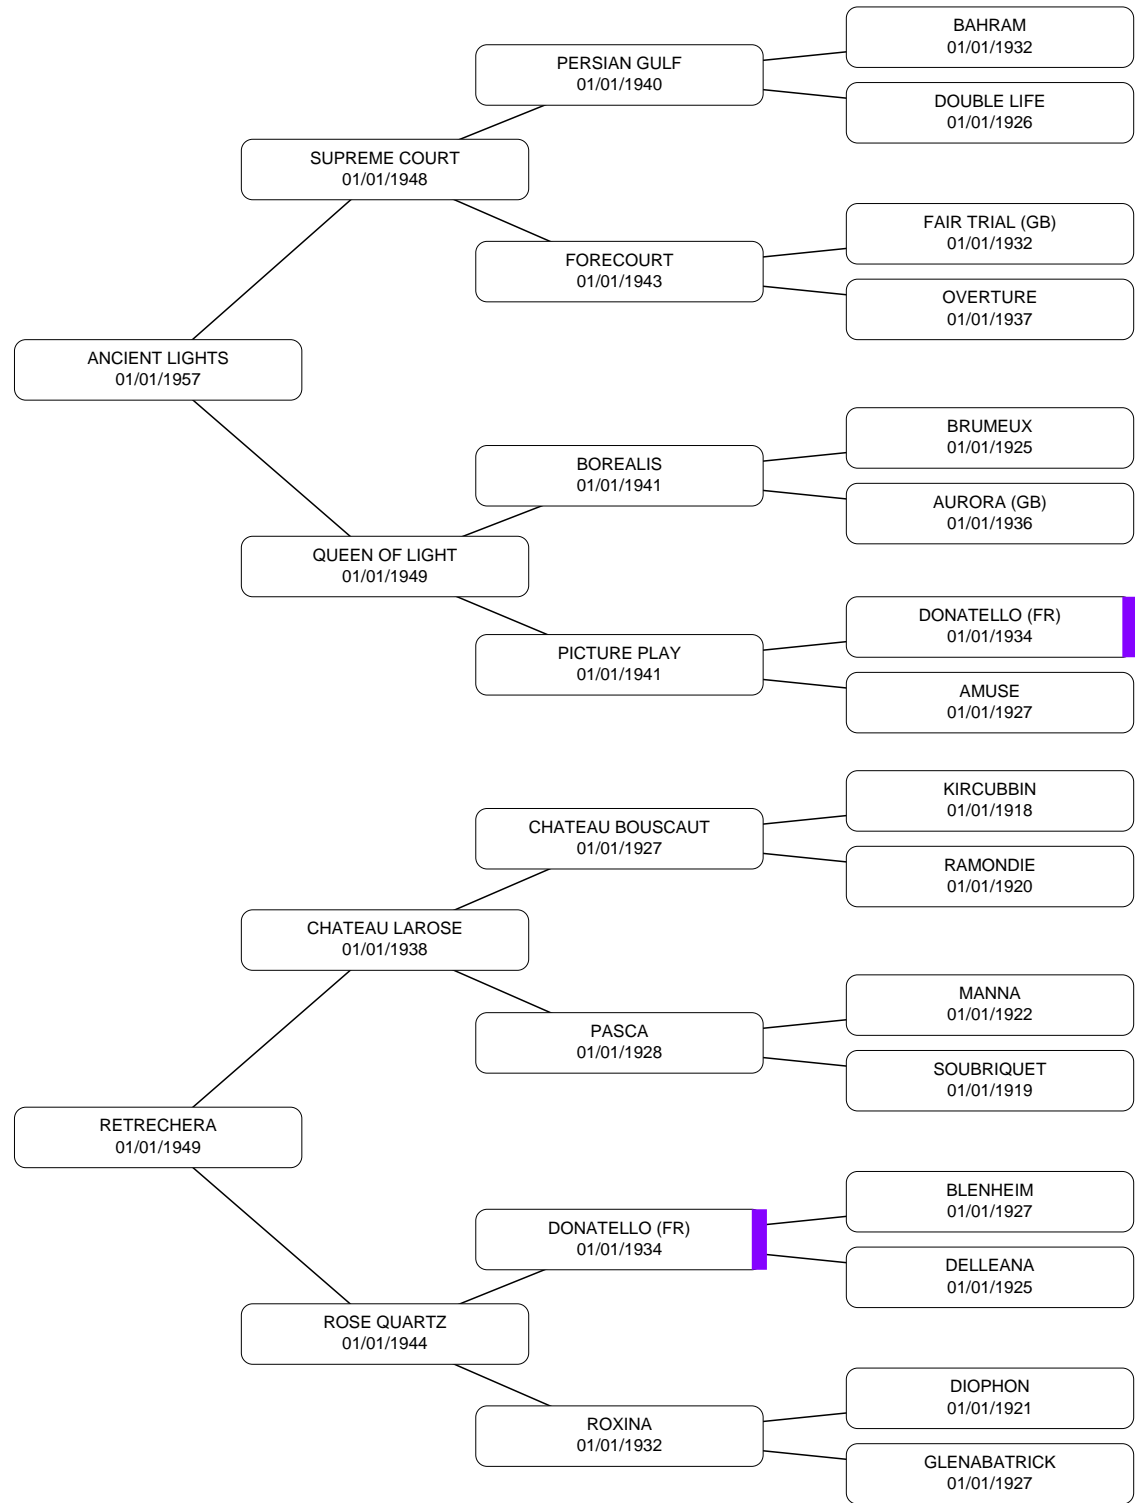 BAHRAM
01/01/1932
PERSIAN GULF
01/01/1940
DOUBLE LIFE
01/01/1926
SUPREME COURT
01/01/1948
FAIR TRIAL (GB)
01/01/1932
FORECOURT
01/01/1943
OVERTURE
01/01/1937
ANCIENT LIGHTS
01/01/1957
BRUMEUX
01/01/1925
BOREALIS
01/01/1941
AURORA (GB)
01/01/1936
QUEEN OF LIGHT
01/01/1949
DONATELLO (FR)
01/01/1934
PICTURE PLAY
01/01/1941
AMUSE
01/01/1927
KIRCUBBIN
01/01/1918
CHATEAU BOUSCAUT
01/01/1927
RAMONDIE
01/01/1920
CHATEAU LAROSE
01/01/1938
MANNA
01/01/1922
PASCA
01/01/1928
SOUBRIQUET
01/01/1919
RETRECHERA
01/01/1949
BLENHEIM
01/01/1927
DONATELLO (FR)
01/01/1934
DELLEANA
01/01/1925
ROSE QUARTZ
01/01/1944
DIOPHON
01/01/1921
ROXINA
01/01/1932
GLENABATRICK
01/01/1927